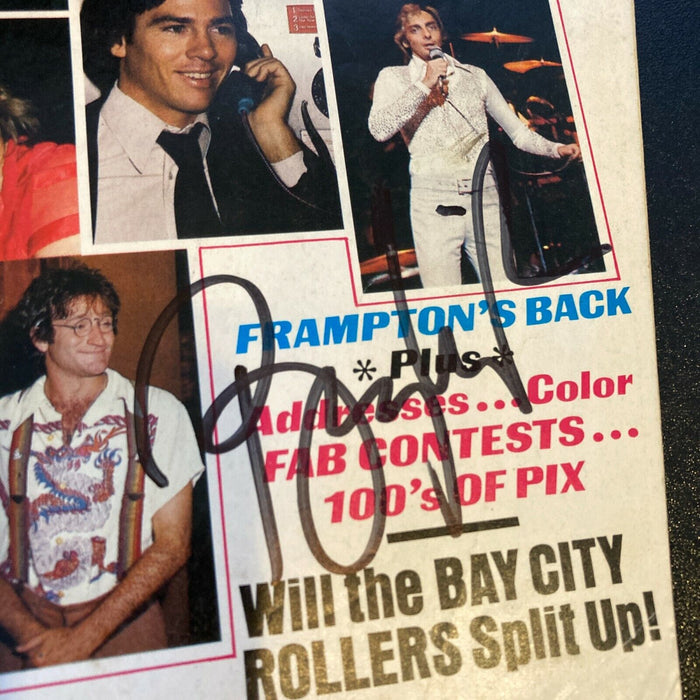 FRAMPTON'S BACK
* Plus *
Addresses...Color
FAB CONTESTS...
100's OF PIX
Will the BAY CITY
ROLLERS Split Up!